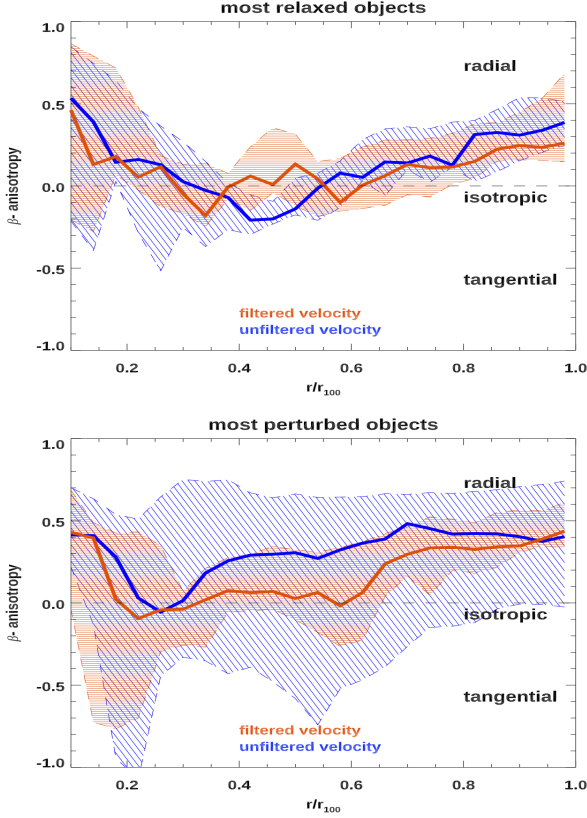 most relaxed objects
1.0
radial
0.5
β- anisotropy
0.0
isotropic
-0.5
tangential
filtered velocity
unfiltered velocity
-1.0
0.2 0.4 0.6 0.8 1.0
r/r100
most perturbed objects
1.0
radial
0.5
β- anisotropy
0.0
isotropic
-0.5
tangential
filtered velocity
unfiltered velocity
-1.0
0.2 0.4 0.6 0.8 1.0
r/r100